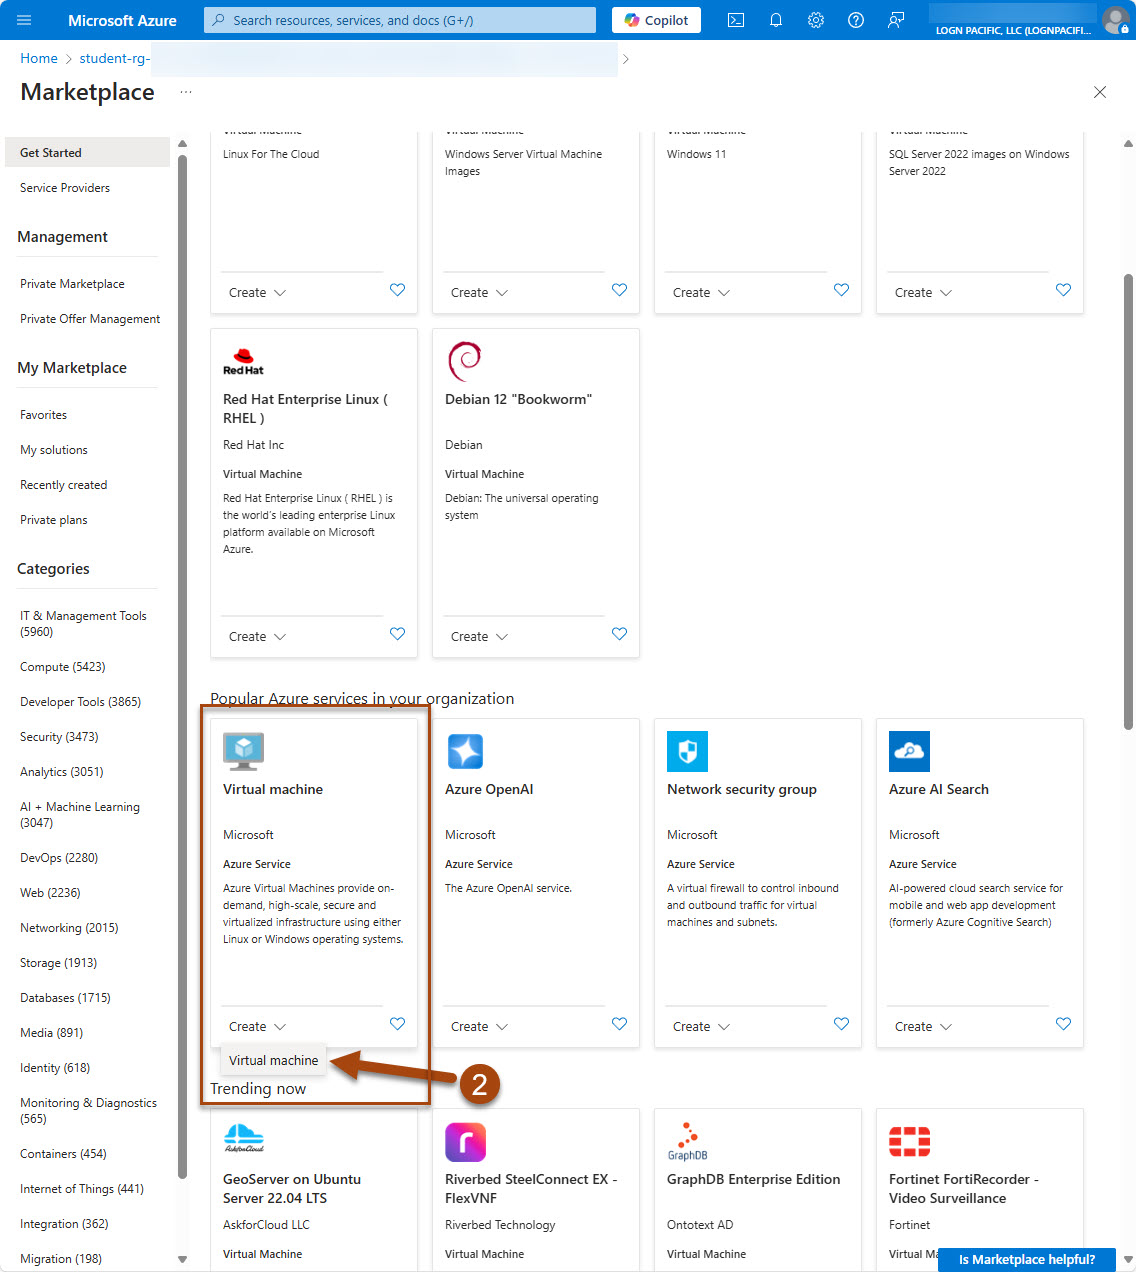 Microsoft Azure
Search resources, services, and docs (G+/)
Copilot
LOGN PACIFIC, LLC (LOGNPACIFI...
Home > student-rg-
Marketplace ...
Get Started
Service Providers
Management
Private Marketplace
Private Offer Management
My Marketplace
Favorites
My solutions
Recently created
Private plans
Categories
IT & Management Tools
(5960)
Compute (5423)
Developer Tools (3865)
Security (3473)
Analytics (3051)
AI + Machine Learning
(3047)
DevOps (2280)
Web (2236)
Networking (2015)
Storage (1913)
Databases (1715)
Media (891)
Identity (618)
Monitoring & Diagnostics
(565)
Containers (454)
Internet of Things (441)
Integration (362)
Migration (198)
Virtual Machine
Linux For The Cloud
Create
Virtual Machine
Windows Server Virtual Machine
Images
Create
Virtual Machine
Windows 11
Create
Virtual Machine
SQL Server 2022 images on Windows
Server 2022
Create
Red Hat
Red Hat Enterprise Linux (
RHEL )
Red Hat Inc
Virtual Machine
Red Hat Enterprise Linux ( RHEL ) is
the world's leading enterprise Linux
platform available on Microsoft
Azure.
Create
Debian 12 "Bookworm"
Debian
Virtual Machine
Debian: The universal operating
system
Create
Popular Azure services in your organization
Virtual machine
Microsoft
Azure Service
Azure Virtual Machines provide on-
demand, high-scale, secure and
virtualized infrastructure using either
Linux or Windows operating systems.
Create
Virtual machine
2
Azure OpenAI
Microsoft
Azure Service
The Azure OpenAI service.
Create
Network security group
Microsoft
Azure Service
A virtual firewall to control inbound
and outbound traffic for virtual
machines and subnets.
Create
Azure AI Search
Microsoft
Azure Service
AI-powered cloud search service for
mobile and web app development
(formerly Azure Cognitive Search)
Create
Trending now
AskforCloud
GeoServer on Ubuntu
Server 22.04 LTS
AskforCloud LLC
Virtual Machine
r
Riverbed SteelConnect EX -
FlexVNF
Riverbed Technology
Virtual Machine
GraphDB
GraphDB Enterprise Edition
Ontotext AD
Virtual Machine
Fortinet FortiRecorder -
Video Surveillance
Fortinet
Virtual Ma
Is Marketplace helpful?